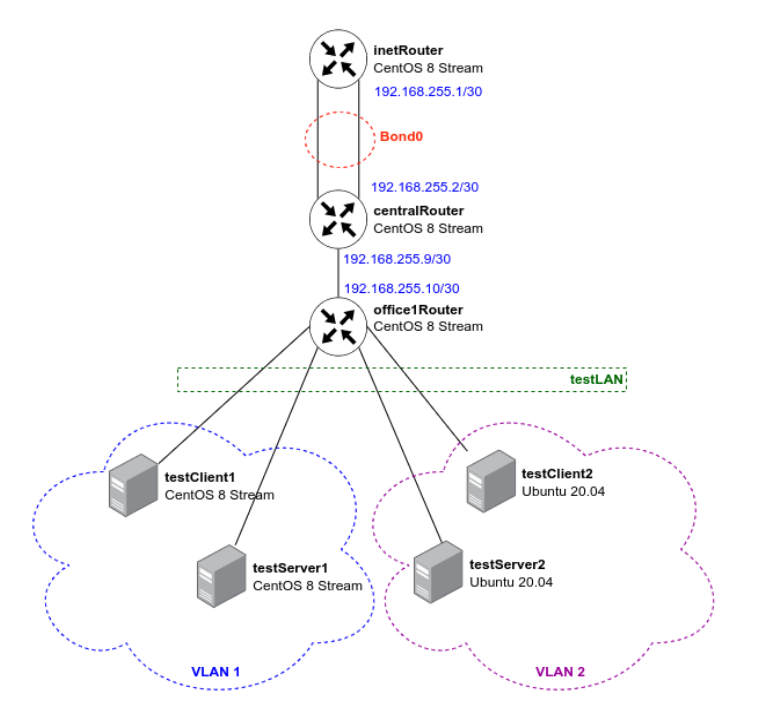 inetRouter
CentOS 8 Stream
192.168.255.1/30
Bond0
192.168.255.2/30
centralRouter
CentOS 8 Stream
192.168.255.9/30
192.168.255.10/30
office1Router
CentOS 8 Stream
testLAN
testClient1
CentOS 8 Stream
testClient2
Ubuntu 20.04
testServer1
CentOS 8 Stream
testServer2
Ubuntu 20.04
VLAN 1
VLAN 2